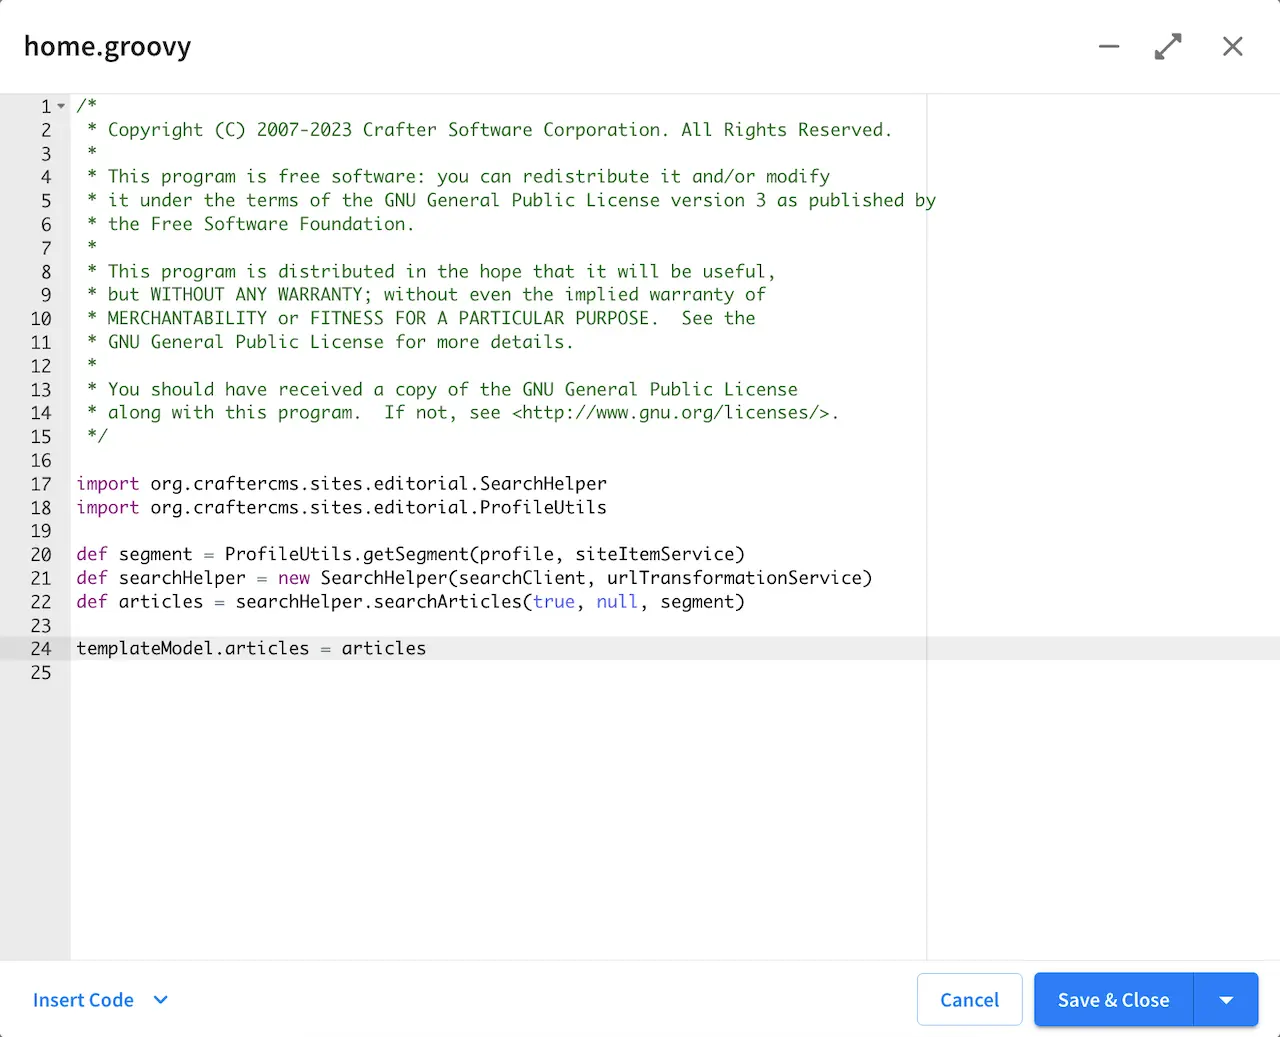 home.groovy
1 /*
2  * Copyright (C) 2007-2023 Crafter Software Corporation. All Rights Reserved.
3  *
4  * This program is free software: you can redistribute it and/or modify
5  * it under the terms of the GNU General Public License version 3 as published by
6  * the Free Software Foundation.
7  *
8  * This program is distributed in the hope that it will be useful,
9  * but WITHOUT ANY WARRANTY; without even the implied warranty of
10  * MERCHANTABILITY or FITNESS FOR A PARTICULAR PURPOSE.  See the
11  * GNU General Public License for more details.
12  *
13  * You should have received a copy of the GNU General Public License
14  * along with this program.  If not, see <http://www.gnu.org/licenses/>.
15  */
16
17 import org.craftercms.sites.editorial.SearchHelper
18 import org.craftercms.sites.editorial.ProfileUtils
19
20 def segment = ProfileUtils.getSegment(profile, siteItemService)
21 def searchHelper = new SearchHelper(searchClient, urlTransformationService)
22 def articles = searchHelper.searchArticles(true, null, segment)
23
24 templateModel.articles = articles
25
Insert Code
Cancel
Save & Close